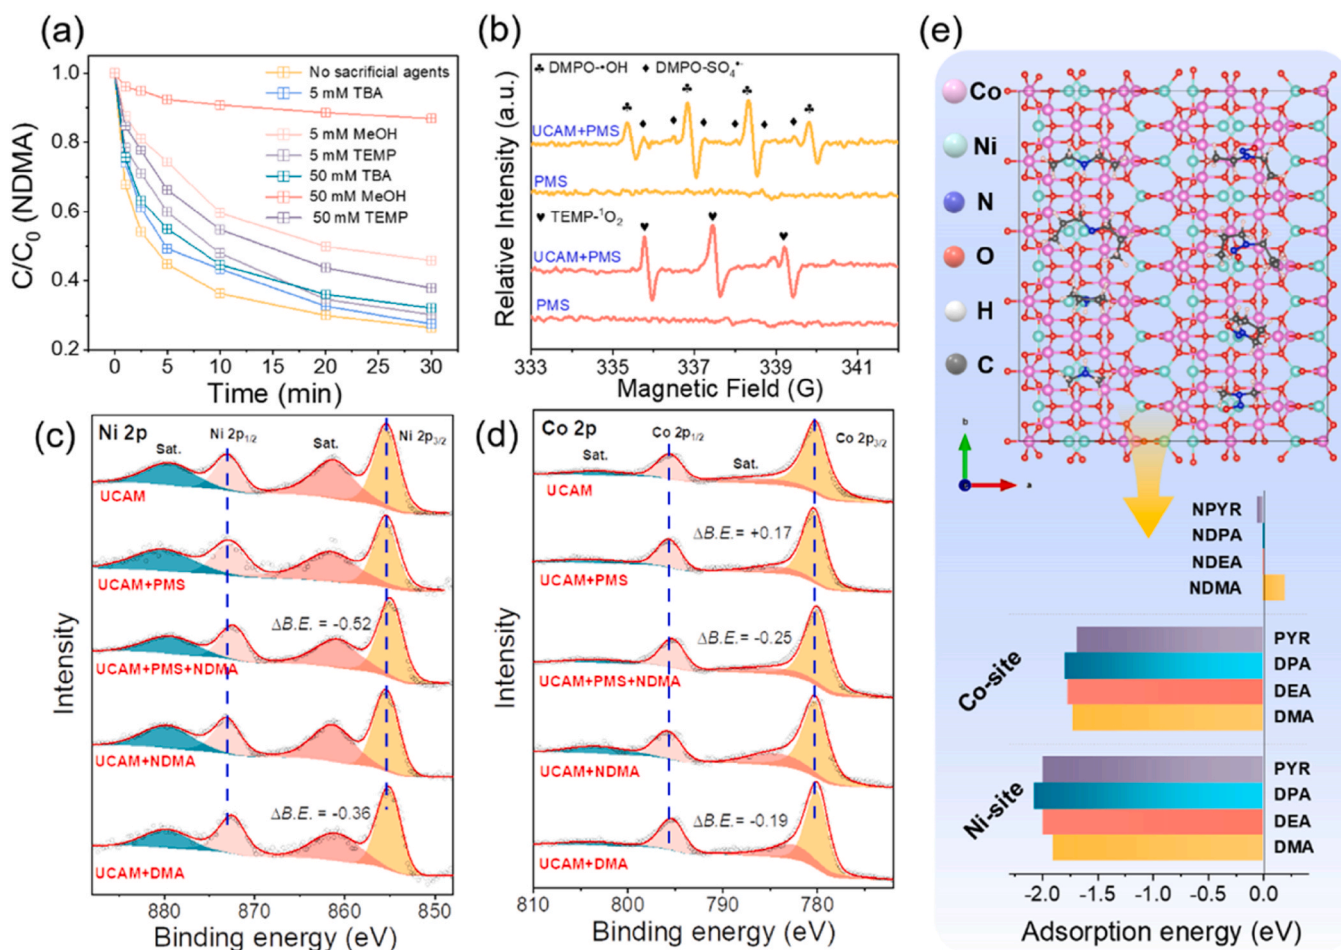 (a)
C/C₀ (NDMA)
1.0
0.8
0.6
0.4
0.2
No sacrificial agents
5 mM TBA
5 mM MeOH
5 mM TEMP
50 mM TBA
50 mM MeOH
50 mM TEMP
0 5 10 15 20 25 30
Time (min)
(b)
Relative Intensity (a.u.)
♣ DMPO-•OH ♦ DMPO-SO₄•⁻
UCAM+PMS
PMS
♥ TEMP-¹O₂
UCAM+PMS
PMS
333 335 337 339 341
Magnetic Field (G)
(c)
Intensity
Ni 2p Ni 2p₁/₂ Sat. Ni 2p₃/₂
Sat.
UCAM
UCAM+PMS
ΔB.E.= -0.52
UCAM+PMS+NDMA
UCAM+NDMA
ΔB.E. = -0.36
UCAM+DMA
880 870 860 850
Binding energy (eV)
(d)
Intensity
Co 2p Co 2p₁/₂ Sat. Co 2p₃/₂
Sat.
UCAM
ΔB.E.= +0.17
UCAM+PMS
ΔB.E.= -0.25
UCAM+PMS+NDMA
UCAM+NDMA
ΔB.E.= -0.19
UCAM+DMA
810 800 790 780
Binding energy (eV)
(e)
Co
Ni
N
O
H
C
b
a
NPYR
NDPA
NDEA
NDMA
Co-site
PYR
DPA
DEA
DMA
Ni-site
PYR
DPA
DEA
DMA
-2.0 -1.5 -1.0 -0.5 0.0
Adsorption energy (eV)